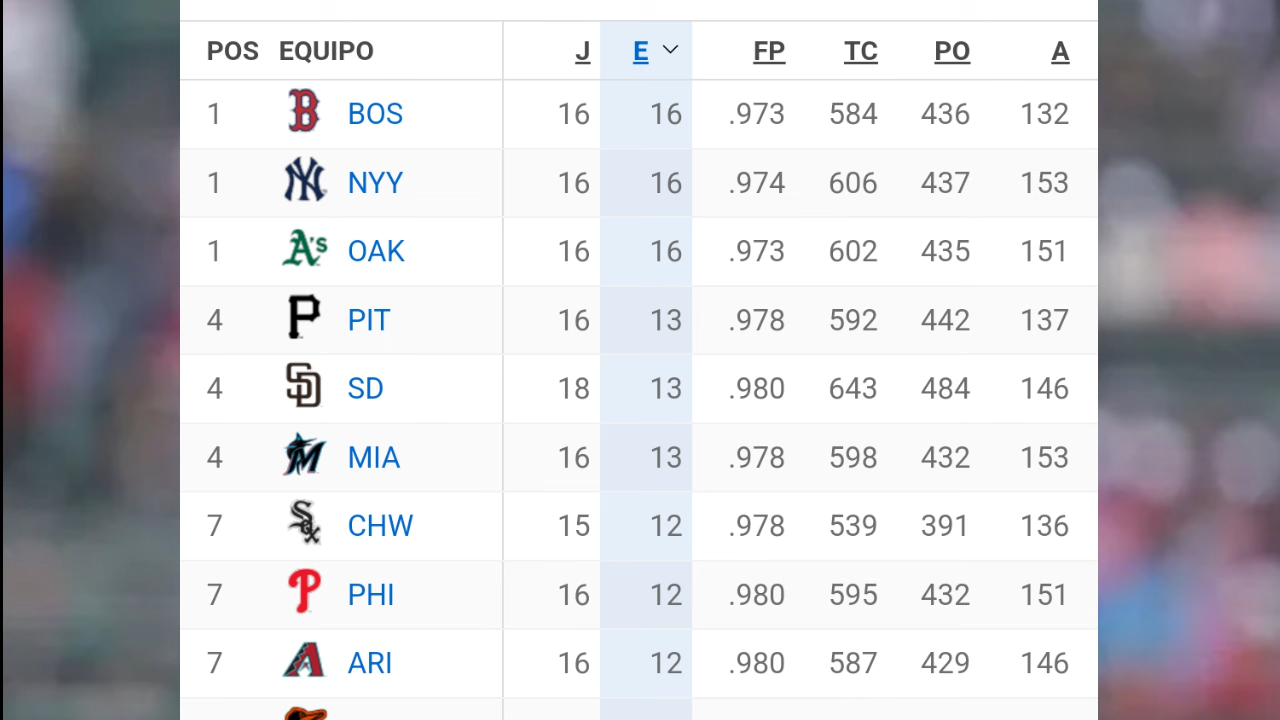 POS EQUIPO J E FP TC PO A
1 B BOS 16 16 .973 584 436 132
1 NY NYY 16 16 .974 606 437 153
1 A's OAK 16 16 .973 602 435 151
4 P PIT 16 13 .978 592 442 137
4 SD SD 18 13 .980 643 484 146
4 M MIA 16 13 .978 598 432 153
7 Sox CHW 15 12 .978 539 391 136
7 P PHI 16 12 .980 595 432 151
7 A ARI 16 12 .980 587 429 146